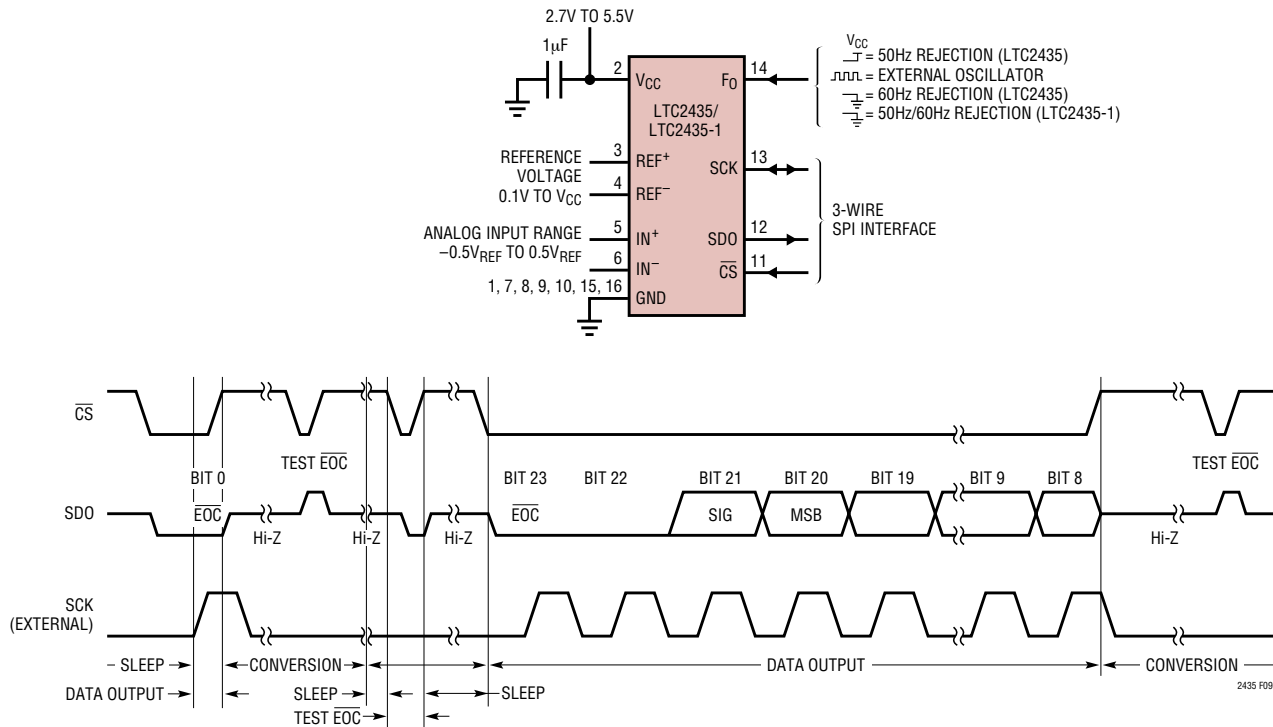 2.7V TO 5.5V
1µF
2
VCC
FO
14
VCC
= 50Hz REJECTION (LTC2435)
= EXTERNAL OSCILLATOR
= 60Hz REJECTION (LTC2435)
= 50Hz/60Hz REJECTION (LTC2435-1)
LTC2435/
LTC2435-1
REFERENCE
VOLTAGE
0.1V TO VCC
3
REF+
4
REF−
SCK
13
3-WIRE
SPI INTERFACE
ANALOG INPUT RANGE
−0.5VREF TO 0.5VREF
5
IN+
6
IN−
SDO
12
CS
11
1, 7, 8, 9, 10, 15, 16
GND
CS
TEST EOC
TEST EOC
BIT 0
BIT 23
BIT 22
BIT 21
BIT 20
BIT 19
BIT 9
BIT 8
SDO
EOC
EOC
SIG
MSB
Hi-Z
Hi-Z
Hi-Z
Hi-Z
SCK
(EXTERNAL)
SLEEP
CONVERSION
DATA OUTPUT
CONVERSION
DATA OUTPUT
SLEEP
SLEEP
TEST EOC
2435 F09